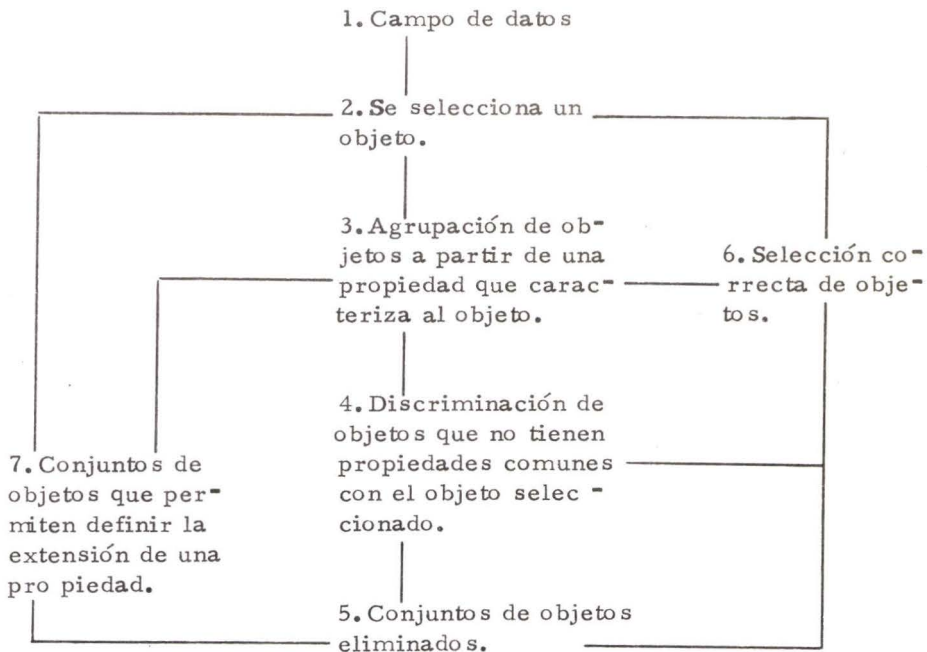 1. Campo de datos
2. Se selecciona un
objeto.
3. Agrupación de ob-
jetos a partir de una
propiedad que carac-
teriza al objeto.
6. Selección co-
rrecta de obje-
tos.
4. Discriminación de
objetos que no tienen
propiedades comunes
con el objeto selec -
cionado.
7. Conjuntos de
objetos que per-
miten definir la
extensión de una
pro piedad.
5. Conjuntos de objetos
eliminados.